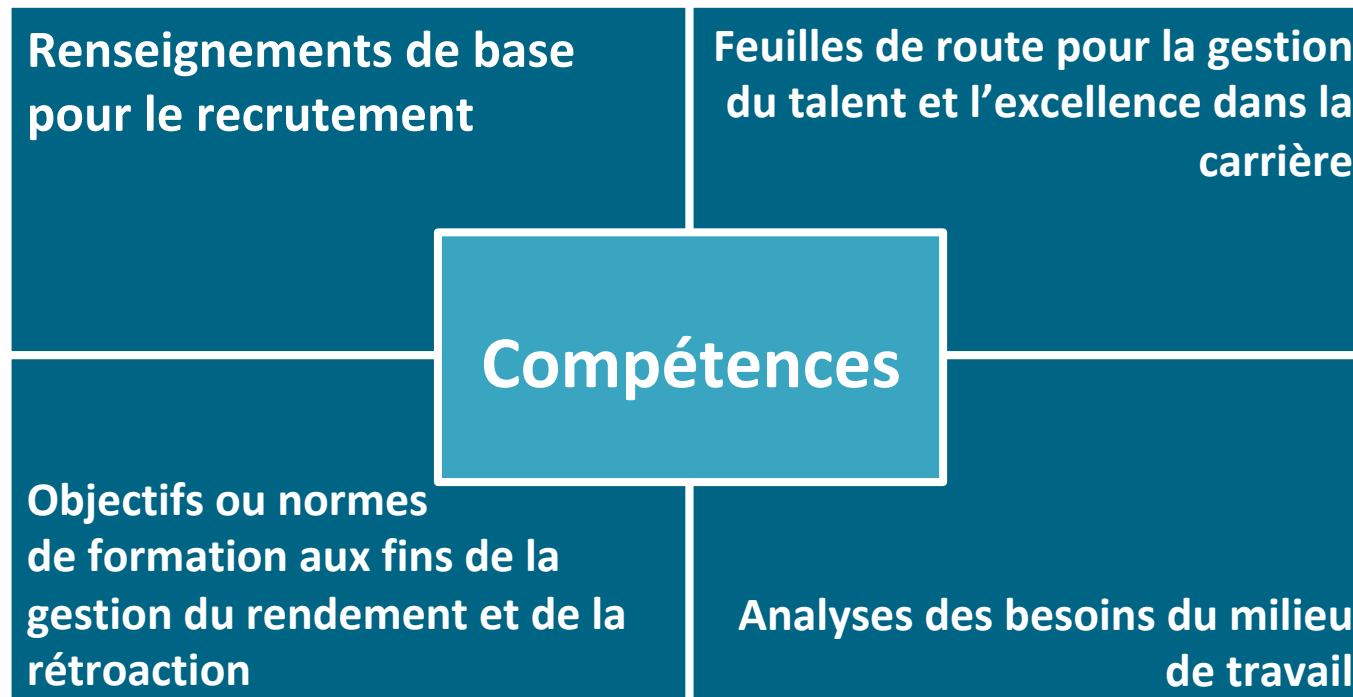 Renseignements de base
pour le recrutement
Feuilles de route pour la gestion
du talent et l’excellence dans la
carrière
Compétences
Objectifs ou normes
de formation aux fins de la
gestion du rendement et de la
rétroaction
Analyses des besoins du milieu
de travail